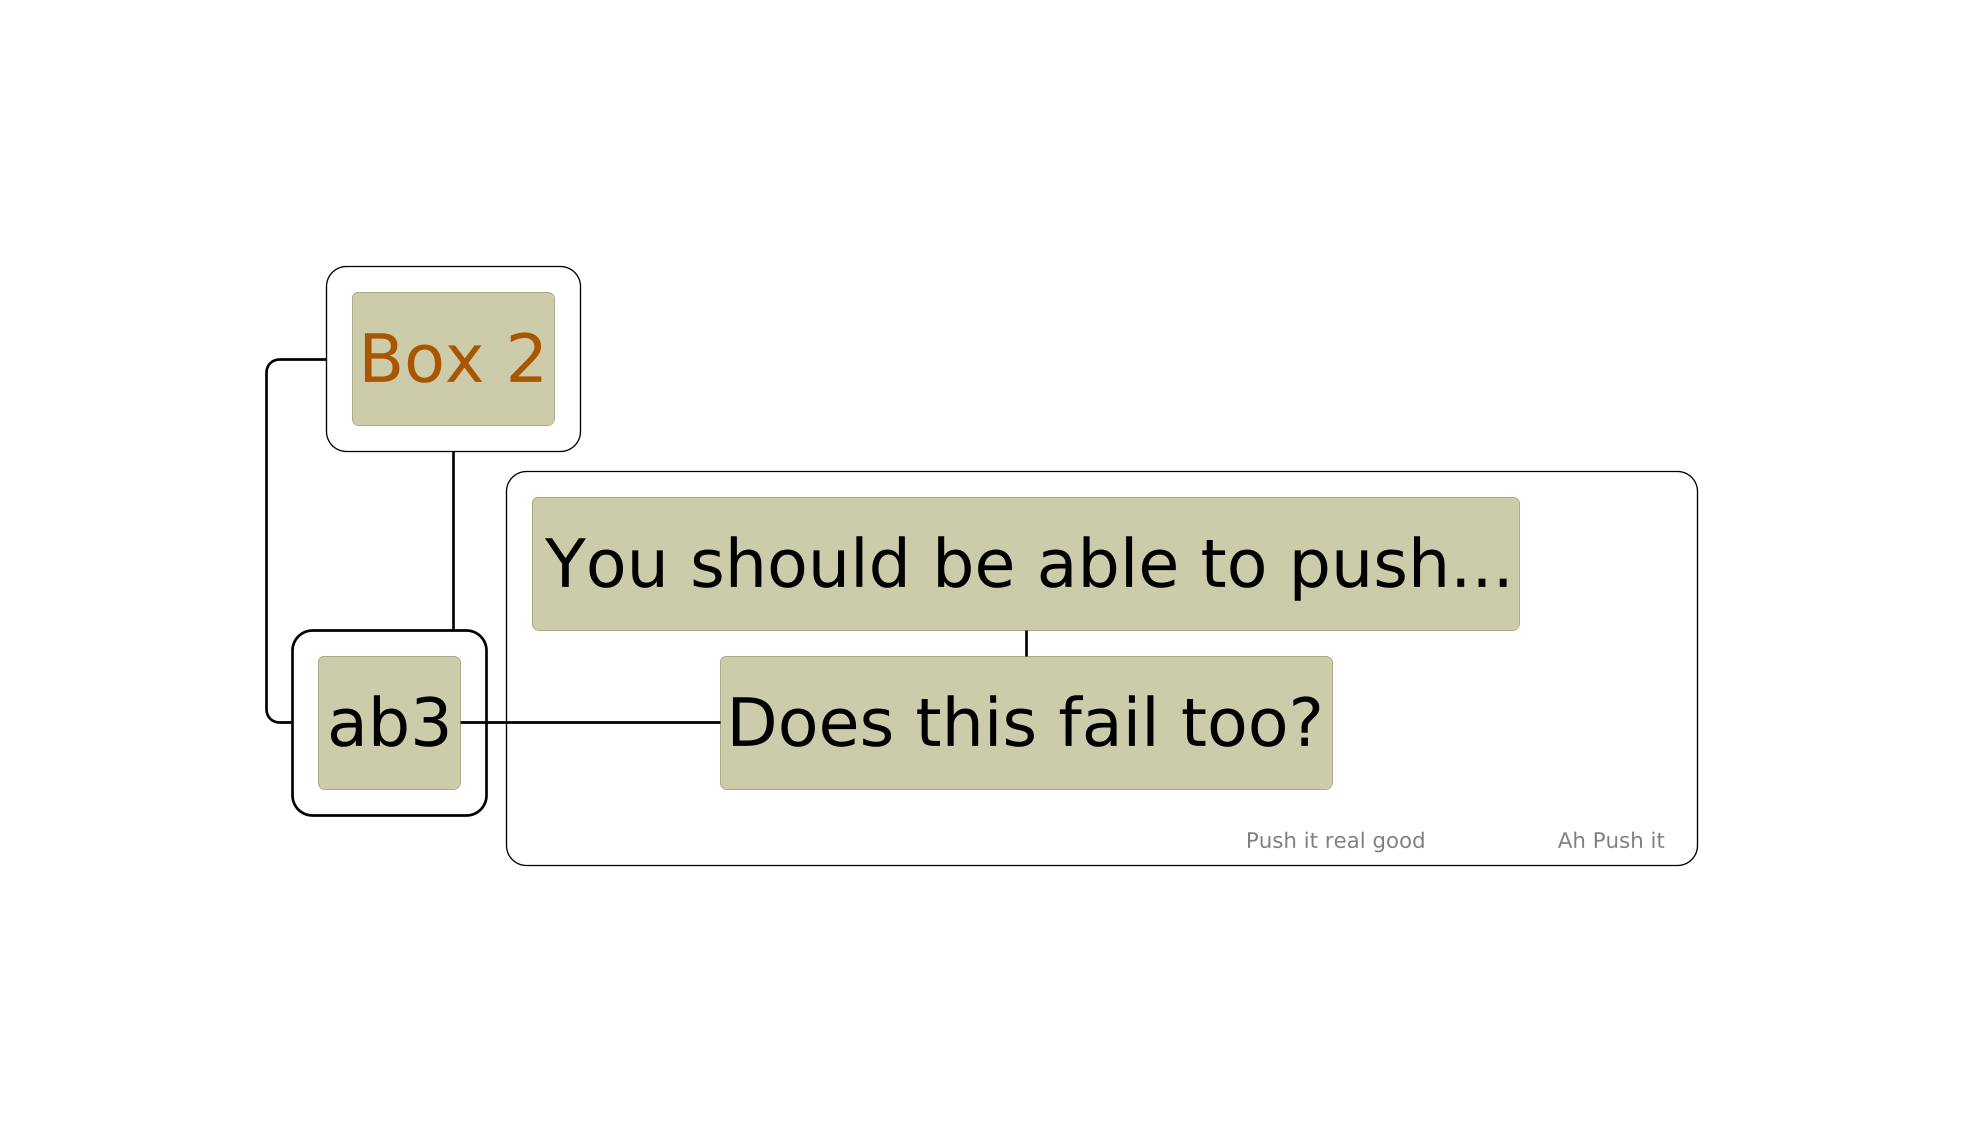 Box 2
You should be able to push...
ab3
Does this fail too?
Push it real good
Ah Push it